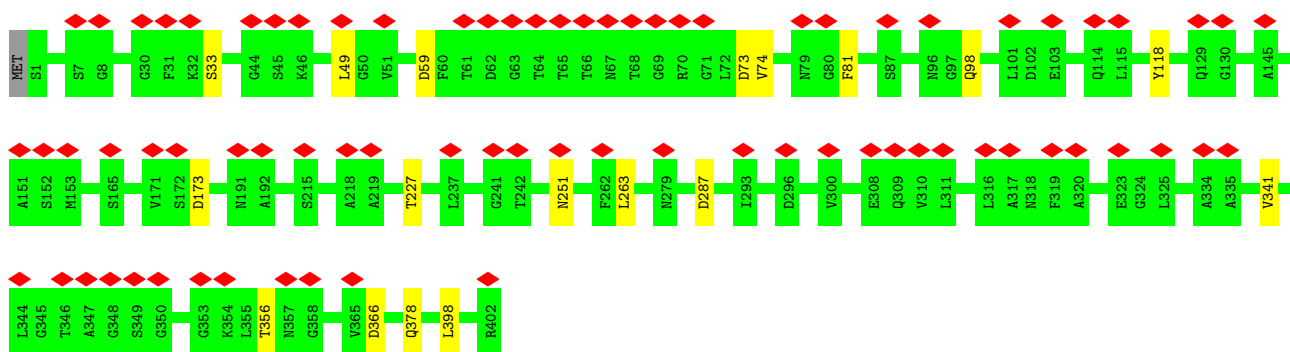 MET S1 S7 G8 G30 F31 K32 S33 G44 S45 K46 L49 G50 V51 D59 F60 T61 D62 G63 T64 T65 T66 N67 T68 G69 R70 G71 L72 D73 V74 N79 G80 F81 S87 N96 G97 Q98 L101 D102 E103 Q114 L115 Y118 Q129 G130 A145
A151 S152 M153 S165 V171 S172 D173 N191 A192 S215 A218 A219 T227 L237 G241 T242 N251 F262 L263 N279 D287 I293 D296 V300 E308 Q309 V310 L311 L316 A317 N318 F319 A320 E323 G324 L325 A334 A335 V341
L344 G345 T346 A347 G348 S349 G350 G353 K354 L355 T356 N357 G358 V365 D366 Q378 L398 R402